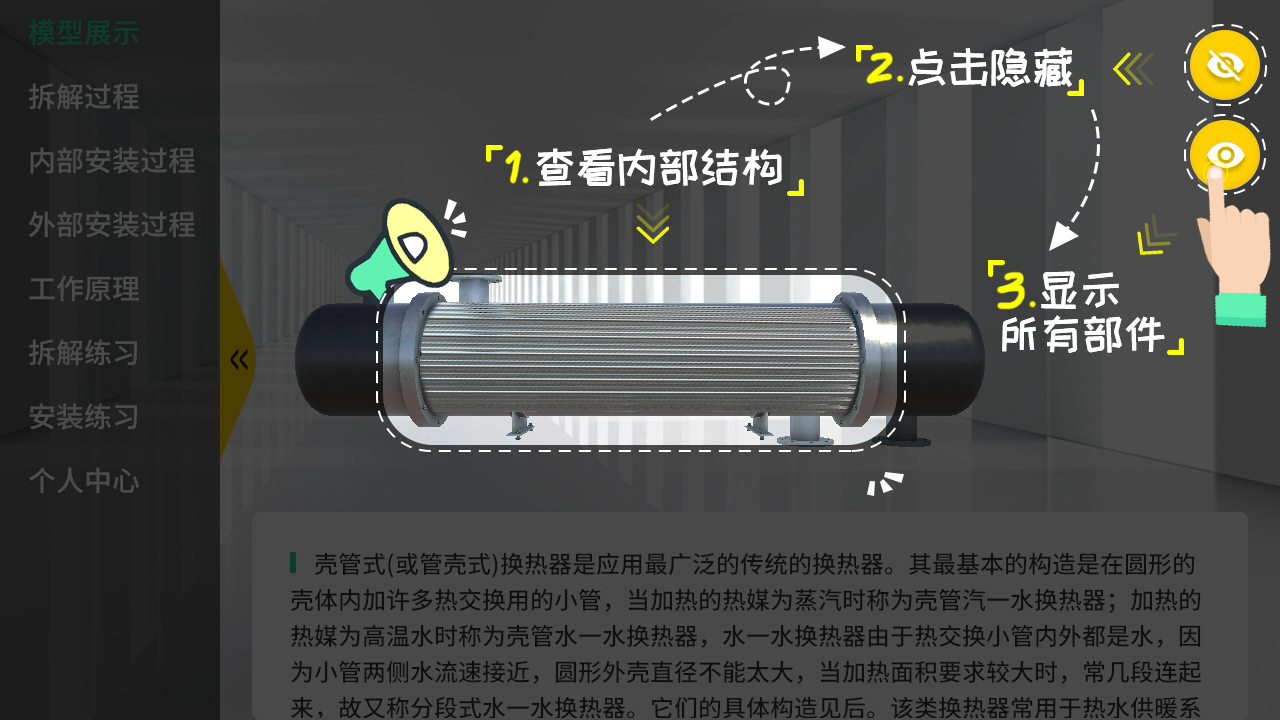 模型展示
拆解过程
内部安装过程
外部安装过程
工作原理
拆解练习
安装练习
个人中心
2.点击隐藏
1.查看内部结构
3.显示
所有部件
壳管式(或管壳式)换热器是应用最广泛的传统的换热器。其最基本的构造是在圆形的
壳体内加许多热交换用的小管，当加热的热媒为蒸汽时称为壳管汽一水换热器；加热的
热媒为高温水时称为壳管水一水换热器，水一水换热器由于热交换小管内外都是水，因
为小管两侧水流速接近，圆形外壳直径不能太大，当加热面积要求较大时，常几段连起
来，故又称分段式水一水换热器。它们的具体构造见后。该类换热器常用于热水供暖系